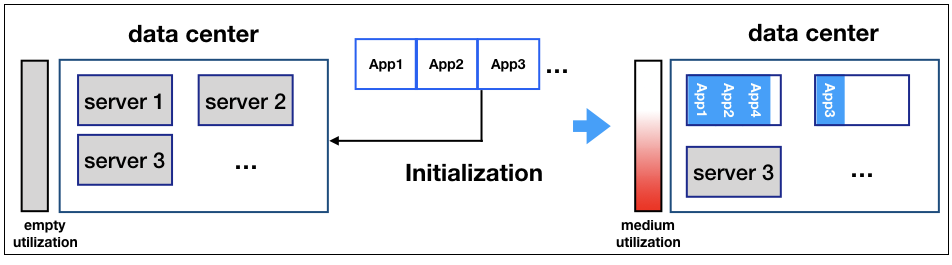 data center
server 1
server 2
server 3
...
empty
utilization
App1
App2
App3
...
Initialization
data center
App1
App2
App4
App3
server 3
...
medium
utilization